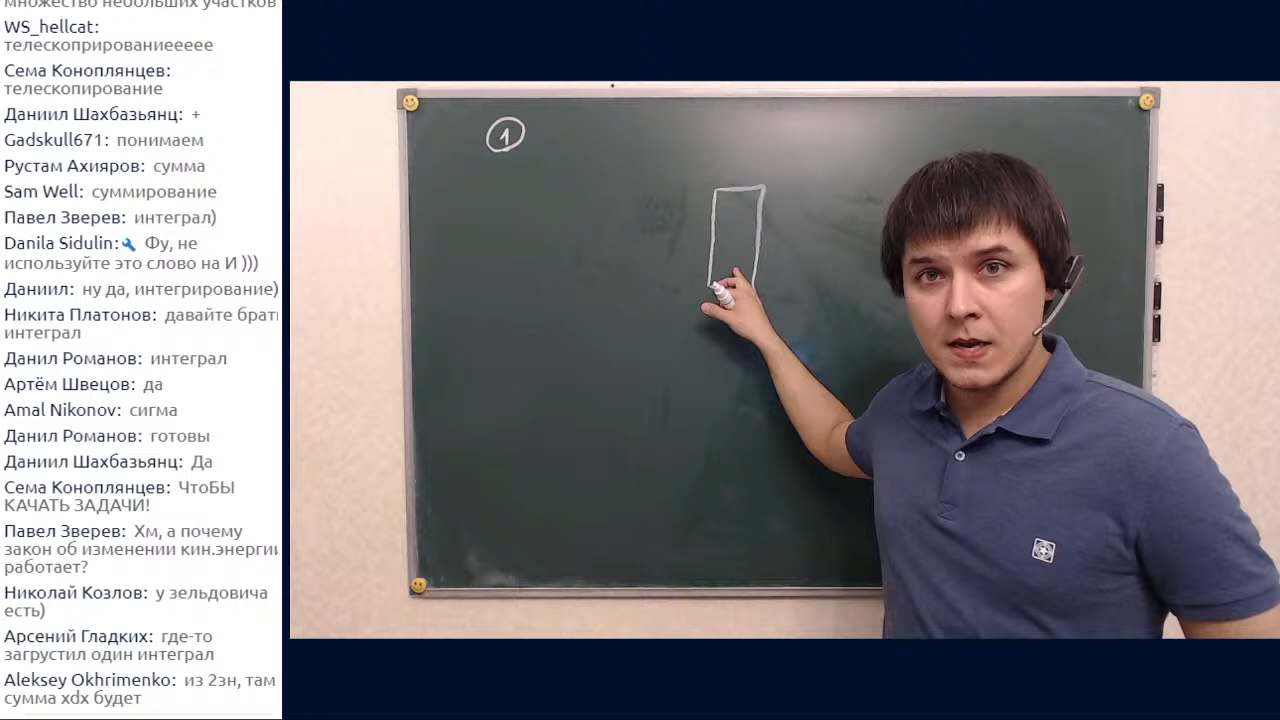 множество небольших участков
WS_hellcat:
телескопрированиеееее
Сема Коноплянцев:
телескопирование
Даниил Шахбазьянц: +
Gadskull671: понимаем
Рустам Ахияров: сумма
Sam Well: суммирование
Павел Зверев: интеграл)
Danila Sidulin: Фу, не
используйте это слово на И )))
Даниил: ну да, интегрирование)
Никита Платонов: давайте брать
интеграл
Данил Романов: интеграл
Артём Швецов: да
Amal Nikonov: сигма
Данил Романов: готовы
Даниил Шахбазьянц: Да
Сема Коноплянцев: ЧтоБЫ
КАЧАТЬ ЗАДАЧИ!
Павел Зверев: Хм, а почему
закон об изменении кин.энергии
работает?
Николай Козлов: у зельдовича
есть)
Арсений Гладких: где-то
загрустил один интеграл
Aleksey Okhrimenko: из 2зн, там
сумма xdx будет
1